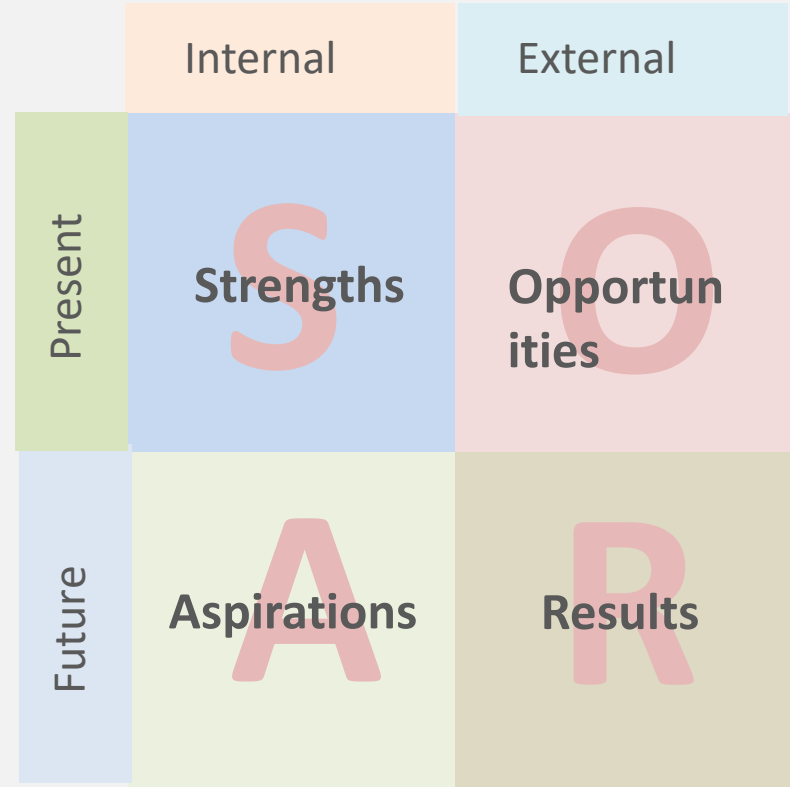 Internal
External
Present
S
Strengths
O
Opportun
ities
Future
A
Aspirations
R
Results